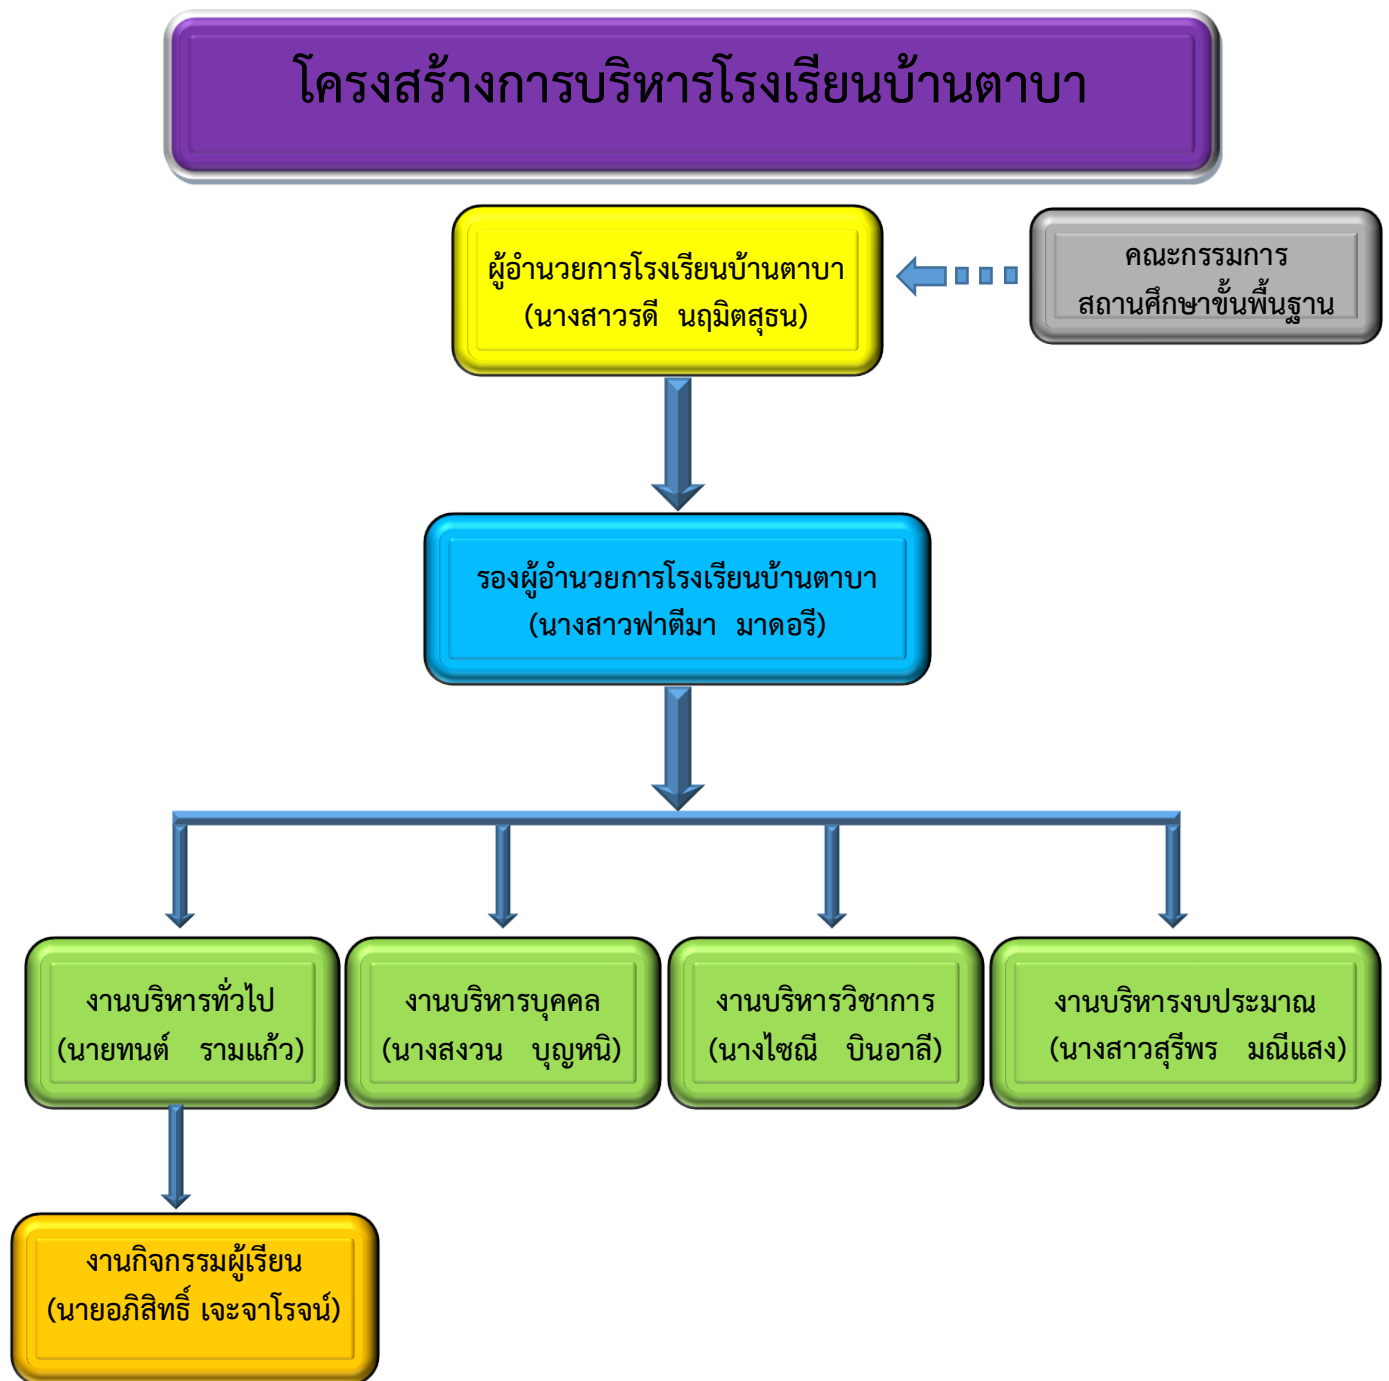 โครงสร้างการบริหารโรงเรียนบ้านตาบา
ผู้อำนวยการโรงเรียนบ้านตาบา
(นางสาวรดี นฤมิตสุธน)
คณะกรรมการ
สถานศึกษาขั้นพื้นฐาน
รองผู้อำนวยการโรงเรียนบ้านตาบา
(นางสาวฟาตีมา มาดอรี)
งานบริหารทั่วไป
(นายทนต์ รามแก้ว)
งานบริหารบุคคล
(นางสงวน บุญหนิ)
งานบริหารวิชาการ
(นางไซณี บินอาลี)
งานบริหารงบประมาณ
(นางสาวสุรีพร มณีแสง)
งานกิจกรรมผู้เรียน
(นายอภิสิทธิ์ เจะจาโรจน์)